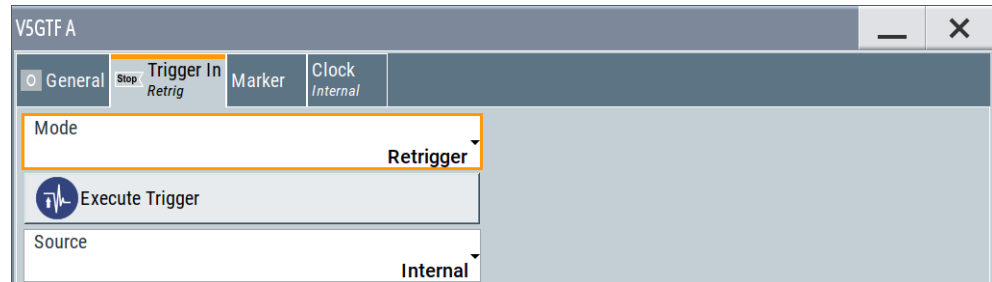 V5GTF A
General
Stop
Trigger In
Retrig
Marker
Clock
Internal
Mode
Retrigger
Execute Trigger
Source
Internal